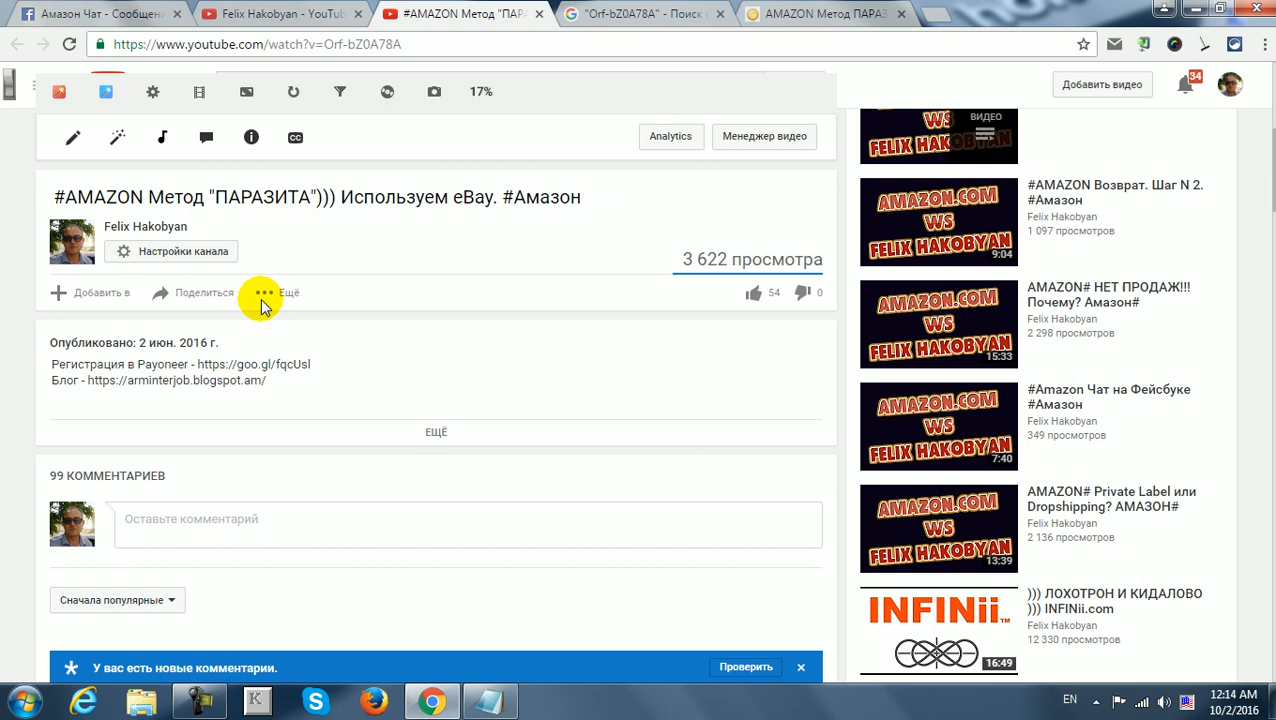 Амазон Чат - Сообщен
Felix Hakobyan - YouTub
#AMAZON Метод "ПАР
"Orf-bZ0A78A" - Поиск
AMAZON Метод ПАРАЗ
https://www.youtube.com/watch?v=Orf-bZ0A78A
17%
Добавить видео
34
CC
Analytics
Менеджер видео
#AMAZON Метод "ПАРАЗИТА"))) Используем eBay. #Амазон
Felix Hakobyan
Настройки канала
3 622 просмотра
Добавить в
Поделиться
Ещё
54
0
Опубликовано: 2 июн. 2016 г.
Регистрация в Payoneer - https://goo.gl/fqcUsl
Блог - https://arminterjob.blogspot.am/
ЕЩЁ
99 КОММЕНТАРИЕВ
Оставьте комментарий
Сначала популярные
У вас есть новые комментарии.
Проверить
ВИДЕО
WS
FELIX HAKOBYAN
AMAZON.COM
WS
FELIX HAKOBYAN
9:04
#AMAZON Возврат. Шаг N 2.
#Амазон
Felix Hakobyan
1 097 просмотров
AMAZON.COM
WS
FELIX HAKOBYAN
15:33
AMAZON# НЕТ ПРОДАЖ!!!
Почему? Амазон#
Felix Hakobyan
2 298 просмотров
AMAZON.COM
WS
FELIX HAKOBYAN
7:40
#Amazon Чат на Фейсбуке
#Амазон
Felix Hakobyan
349 просмотров
AMAZON.COM
WS
FELIX HAKOBYAN
13:39
AMAZON# Private Label или
Dropshipping? АМАЗОН#
Felix Hakobyan
2 136 просмотров
INFINii
TM
16:49
))) ЛОХОТРОН И КИДАЛОВО
))) INFINii.com
Felix Hakobyan
12 330 просмотров
K
EN
12:14 AM
10/2/2016